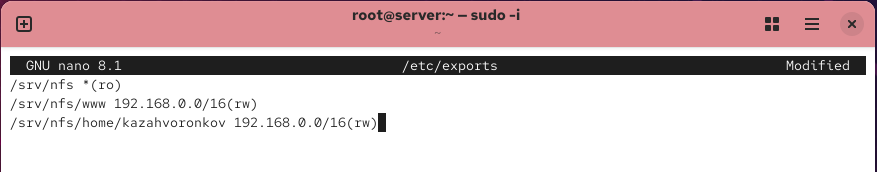 root@server:~ — sudo -i
~
GNU nano 8.1 /etc/exports Modified
/srv/nfs *(ro)
/srv/nfs/www 192.168.0.0/16(rw)
/srv/nfs/home/kazahvoronkov 192.168.0.0/16(rw)